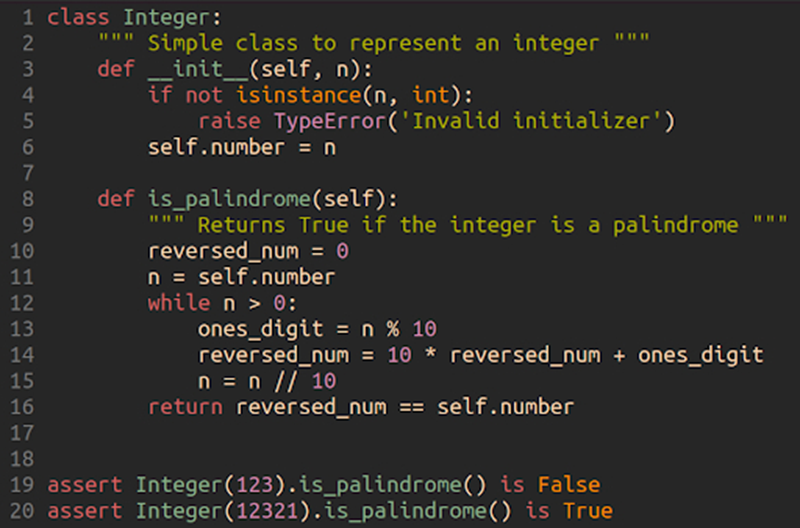 1 class Integer:
2     """ Simple class to represent an integer """
3     def __init__(self, n):
4         if not isinstance(n, int):
5             raise TypeError('Invalid initializer')
6         self.number = n
7
8     def is_palindrome(self):
9         """ Returns True if the integer is a palindrome """
10         reversed_num = 0
11         n = self.number
12         while n > 0:
13             ones_digit = n % 10
14             reversed_num = 10 * reversed_num + ones_digit
15             n = n // 10
16         return reversed_num == self.number
17
18
19 assert Integer(123).is_palindrome() is False
20 assert Integer(12321).is_palindrome() is True